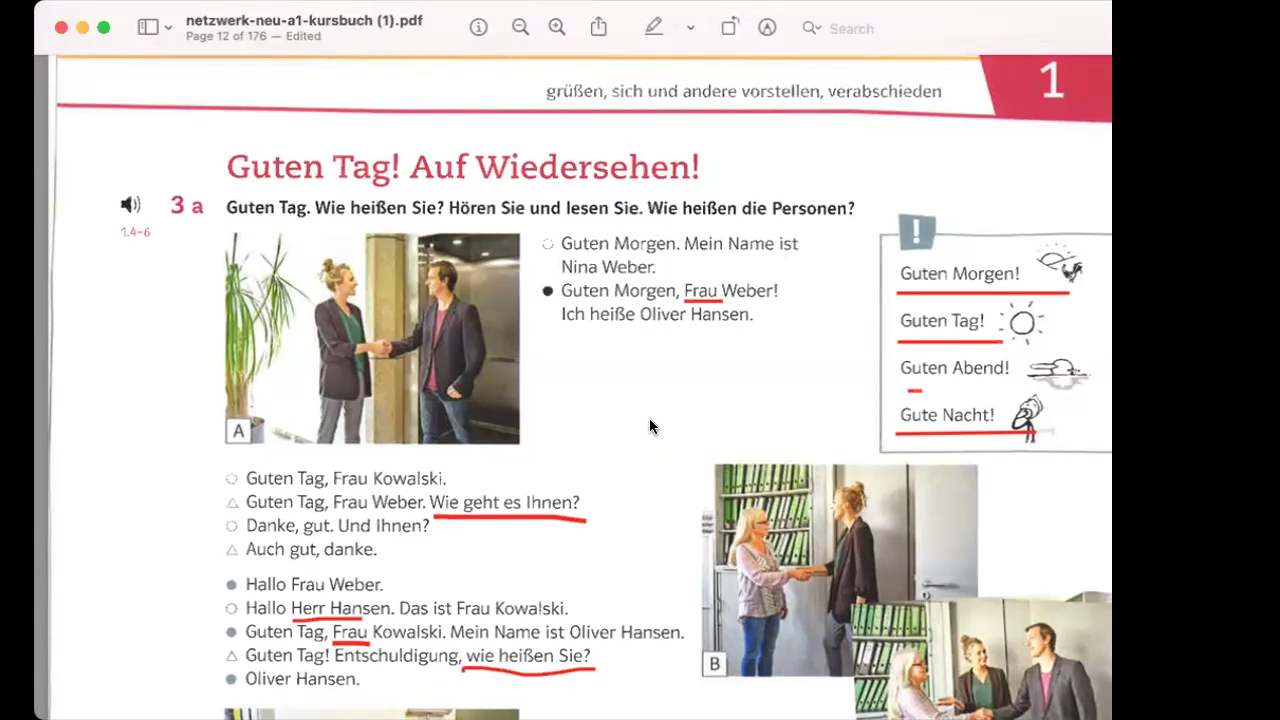 netzwerk-neu-a1-kursbuch (1).pdf
Page 12 of 176 — Edited
Search
grüßen, sich und andere vorstellen, verabschieden
1
Guten Tag! Auf Wiedersehen!
1.4–6
3 a
Guten Tag. Wie heißen Sie? Hören Sie und lesen Sie. Wie heißen die Personen?
Guten Morgen. Mein Name ist
Nina Weber.
Guten Morgen, Frau Weber!
Ich heiße Oliver Hansen.
!
Guten Morgen!
Guten Tag!
Guten Abend!
Gute Nacht!
A
Guten Tag, Frau Kowalski.
Guten Tag, Frau Weber. Wie geht es Ihnen?
Danke, gut. Und Ihnen?
Auch gut, danke.
Hallo Frau Weber.
Hallo Herr Hansen. Das ist Frau Kowalski.
Guten Tag, Frau Kowalski. Mein Name ist Oliver Hansen.
Guten Tag! Entschuldigung, wie heißen Sie?
Oliver Hansen.
B